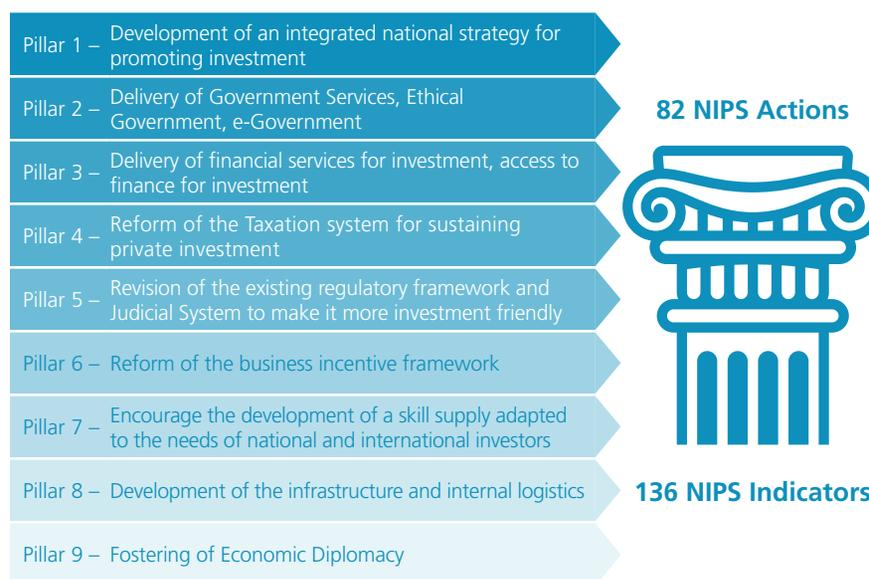 Pillar 1 – Development of an integrated national strategy for
promoting investment
Pillar 2 – Delivery of Government Services, Ethical
Government, e-Government
Pillar 3 – Delivery of financial services for investment, access to
finance for investment
Pillar 4 – Reform of the Taxation system for sustaining
private investment
Pillar 5 – Revision of the existing regulatory framework and
Judicial System to make it more investment friendly
Pillar 6 – Reform of the business incentive framework
Pillar 7 – Encourage the development of a skill supply adapted
to the needs of national and international investors
Pillar 8 – Development of the infrastructure and internal logistics
Pillar 9 – Fostering of Economic Diplomacy
82 NIPS Actions
136 NIPS Indicators